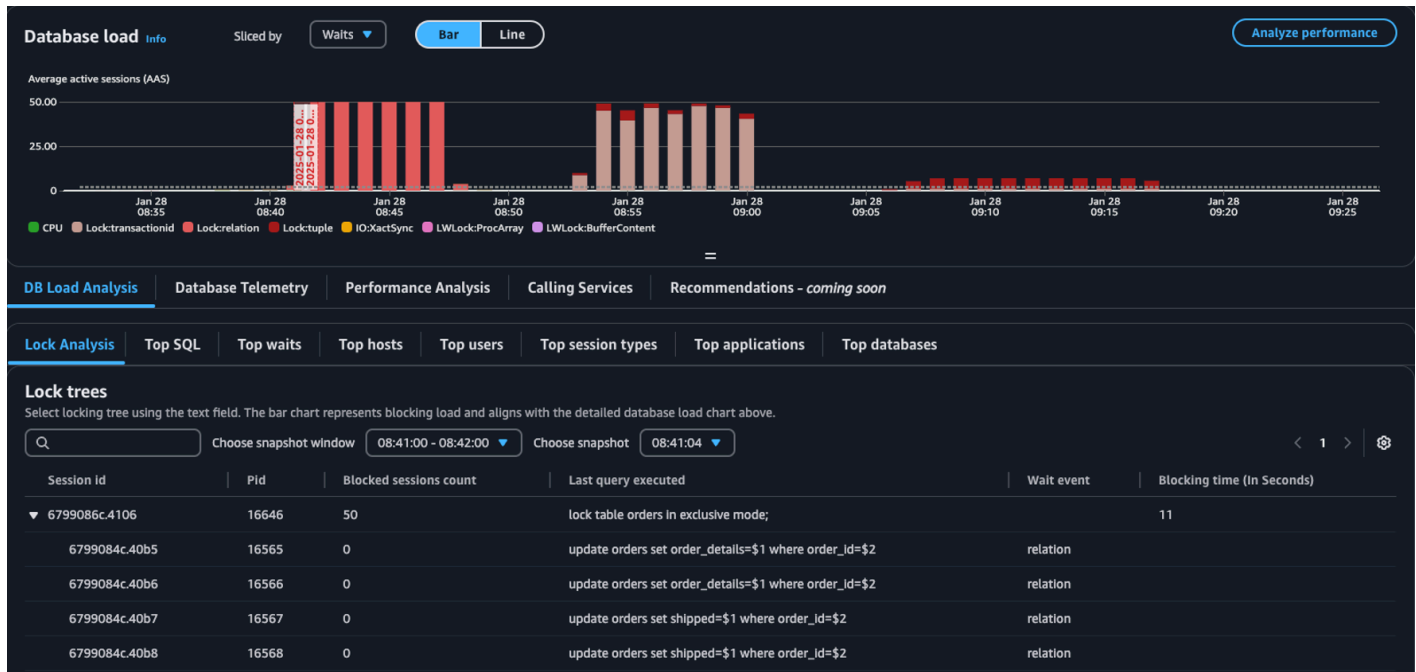 Database load Info Sliced by Waits ▼ Bar Line Analyze performance
Average active sessions (AAS)
50.00
25.00
0
2025-01-28 0...
2025-01-28 0...
Jan 28 Jan 28 Jan 28 Jan 28 Jan 28 Jan 28 Jan 28 Jan 28 Jan 28 Jan 28 Jan 28
08:35 08:40 08:45 08:50 08:55 09:00 09:05 09:10 09:15 09:20 09:25
CPU Lock:transactionid Lock:relation Lock:tuple IO:XactSync LWLock:ProcArray LWLock:BufferContent
DB Load Analysis Database Telemetry Performance Analysis Calling Services Recommendations - coming soon
Lock Analysis Top SQL Top waits Top hosts Top users Top session types Top applications Top databases
Lock trees
Select locking tree using the text field. The bar chart represents blocking load and aligns with the detailed database load chart above.
Choose snapshot window 08:41:00 - 08:42:00 ▼ Choose snapshot 08:41:04 ▼ < 1 >
Session id Pid Blocked sessions count Last query executed Wait event Blocking time (In Seconds)
▼ 6799086c.4106 16646 50 lock table orders in exclusive mode; 11
6799084c.40b5 16565 0 update orders set order_details=$1 where order_id=$2 relation
6799084c.40b6 16566 0 update orders set order_details=$1 where order_id=$2 relation
6799084c.40b7 16567 0 update orders set shipped=$1 where order_id=$2 relation
6799084c.40b8 16568 0 update orders set shipped=$1 where order_id=$2 relation